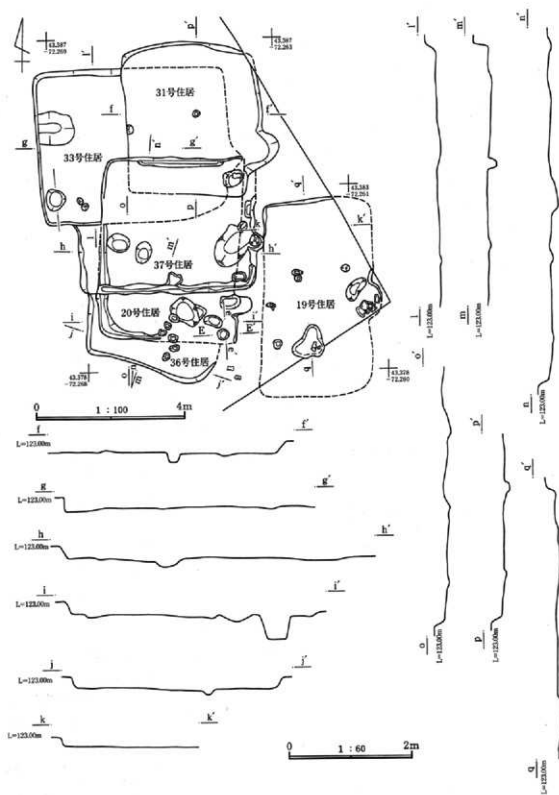 43.387
-72.268
43.387
-72.263
l'
p'
31号住居
f
f'
g
33号住居
n'
g'
o
p
q'
43.383
-72.261
k'
k
h
h'
m'
37号住居
l
20号住居
19号住居
i
j
E
i'
E'
36号住居
e
e'
m
n
o
j'
q
43.378
-72.268
43.378
-72.260
0
1 : 100
4m
f
f'
L=123.00m
g
g'
L=123.00m
h
h'
L=123.00m
i
i'
L=123.00m
j
j'
L=123.00m
k
k'
L=123.00m
0
1 : 60
2m
l'
m'
n'
l
L=123.00m
m
L=123.00m
o'
p'
n
L=123.00m
q'
o
L=123.00m
p
L=123.00m
q
L=123.00m